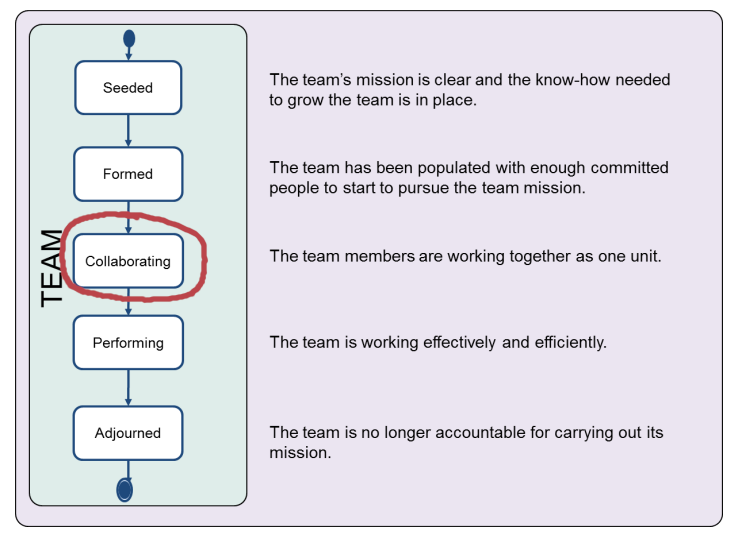 TEAM
Seeded
The team's mission is clear and the know-how needed
to grow the team is in place.
Formed
The team has been populated with enough committed
people to start to pursue the team mission.
Collaborating
The team members are working together as one unit.
Performing
The team is working effectively and efficiently.
Adjourned
The team is no longer accountable for carrying out its
mission.